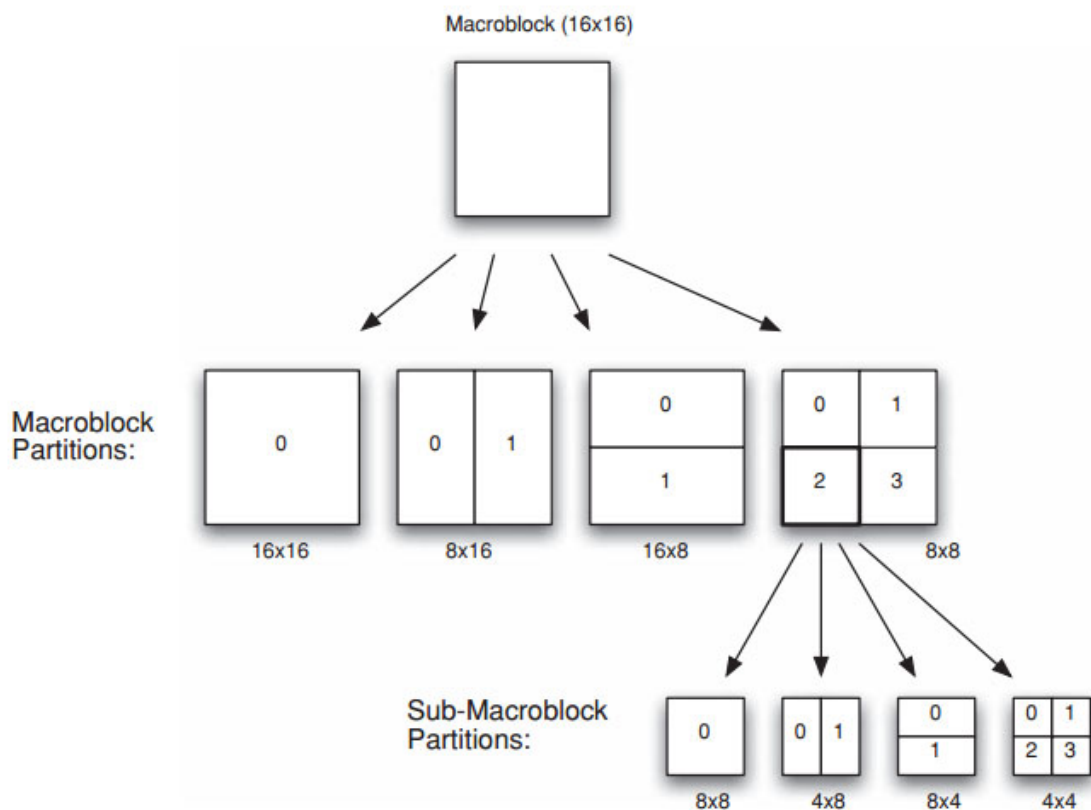 Macroblock (16x16)
Macroblock
Partitions:
0
0 1
0
1
0 1
2 3
16x16
8x16
16x8
8x8
Sub-Macroblock
Partitions:
0
0 1
0
1
0 1
2 3
8x8
4x8
8x4
4x4